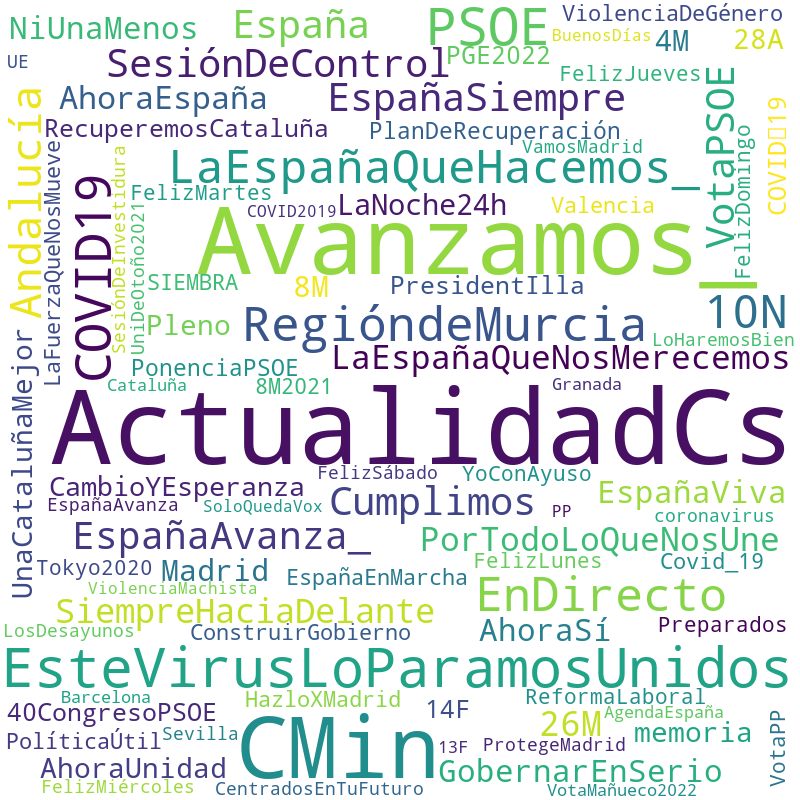 NiUnaMenos
España
PSOE
ViolenciaDeGénero
BuenosDías
4M
28A
UE
SesiónDeControl
PGE2022
FelizJueves
AhoraEspaña
EspañaSiempre
VotaPSOE
COVID▯19
Andalucía
RecuperemosCataluña
PlanDeRecuperación
VamosMadrid
FelizDomingo
LaFuerzaQueNosMueve
COVID19
SesiónDeInvestidura
UniDeOtoño2021
LaEspañaQueHacemos_
FelizMartes
COVID2019
LaNoche24h
Valencia
Avanzamos
l
SIEMBRA
8M
PresidentIlla
10N
Pleno
RegióndeMurcia
LoHaremosBien
UnaCataluñaMejor
PonenciaPSOE
LaEspañaQueNosMerecemos
Cataluña
8M2021
Granada
ActualidadCs
CambioYEsperanza
FelizSábado
YoConAyuso
EspañaAvanza
SoloQuedaVox
Cumplimos
PP
EspañaViva
coronavirus
EspañaAvanza_
PorTodoLoQueNosUne
Tokyo2020
Madrid
EspañaEnMarcha
FelizLunes
Covid_19
ViolenciaMachista
SiempreHaciaDelante
EnDirecto
LosDesayunos
ConstruirGobierno
AhoraSí
Preparados
EsteVirusLoParamosUnidos
Barcelona
HazloXMadrid
ReformaLaboral
40CongresoPSOE
14F
26M
AgendaEspaña
PolíticaÚtil
Sevilla
CMin
13F
ProtegeMadrid
memoria
VotaPP
AhoraUnidad
GobernarEnSerio
FelizMiércoles
CentradosEnTuFuturo
VotaMañueco2022